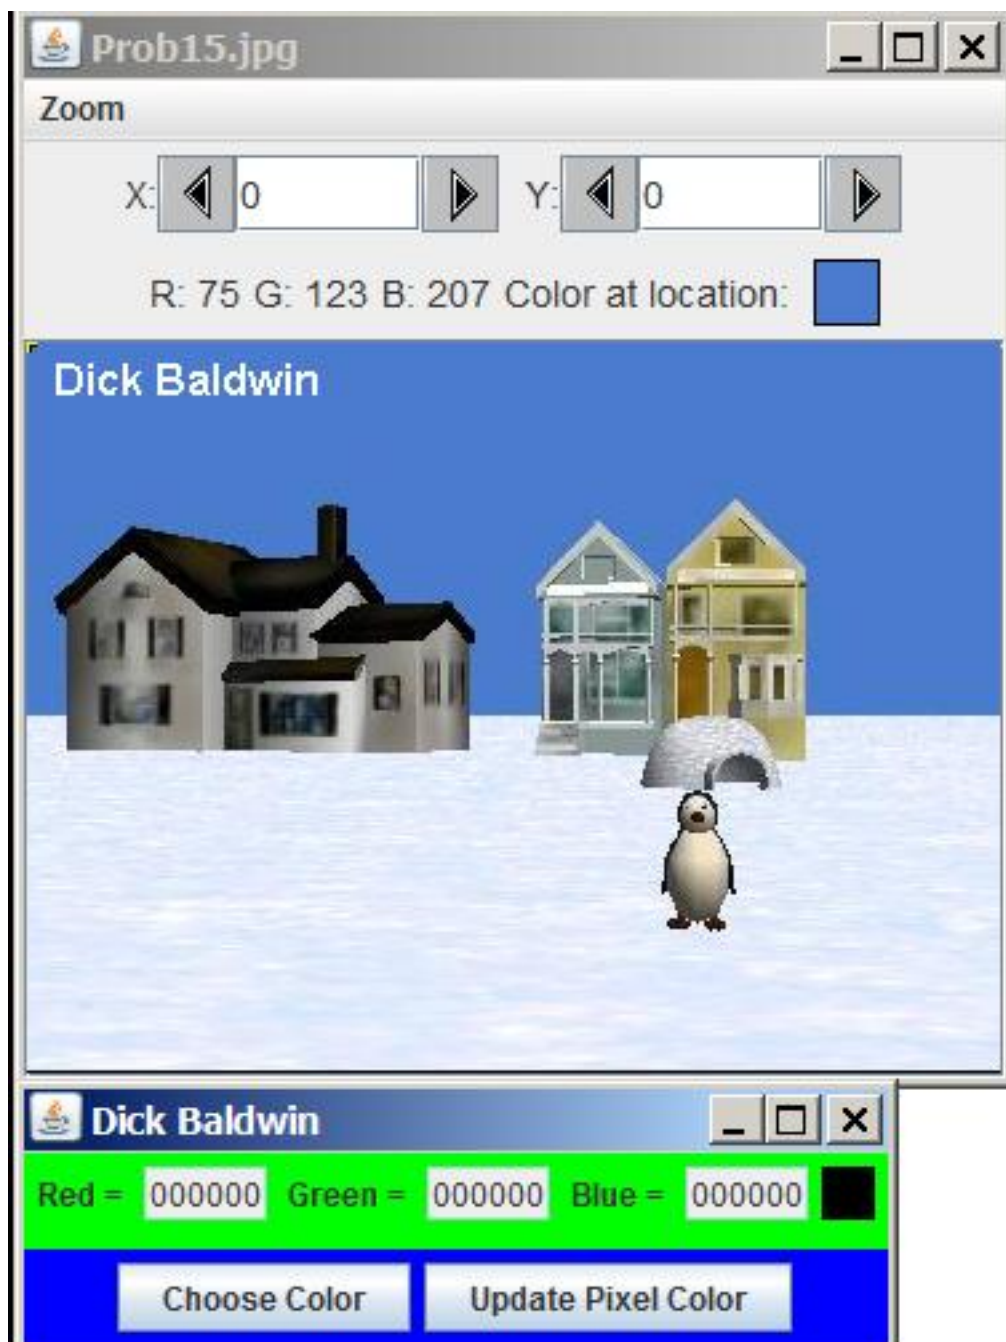 Prob15.jpg
Zoom
X: 0 Y: 0
R: 75 G: 123 B: 207 Color at location:
Dick Baldwin
Dick Baldwin
Red = 000000 Green = 000000 Blue = 000000
Choose Color Update Pixel Color